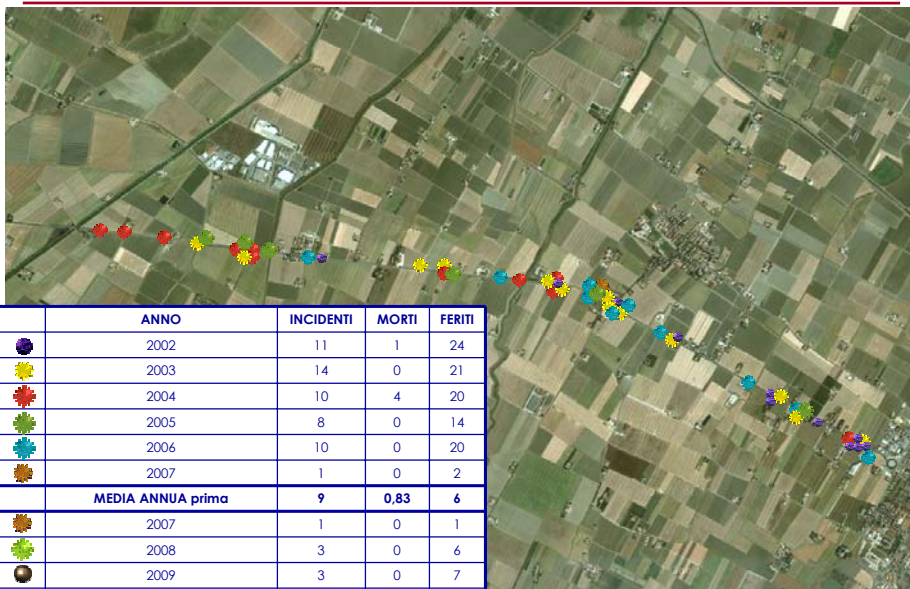 ANNO INCIDENTI MORTI FERITI
2002 11 1 24
2003 14 0 21
2004 10 4 20
2005 8 0 14
2006 10 0 20
2007 1 0 2
MEDIA ANNUA prima 9 0,83 6
2007 1 0 1
2008 3 0 6
2009 3 0 7